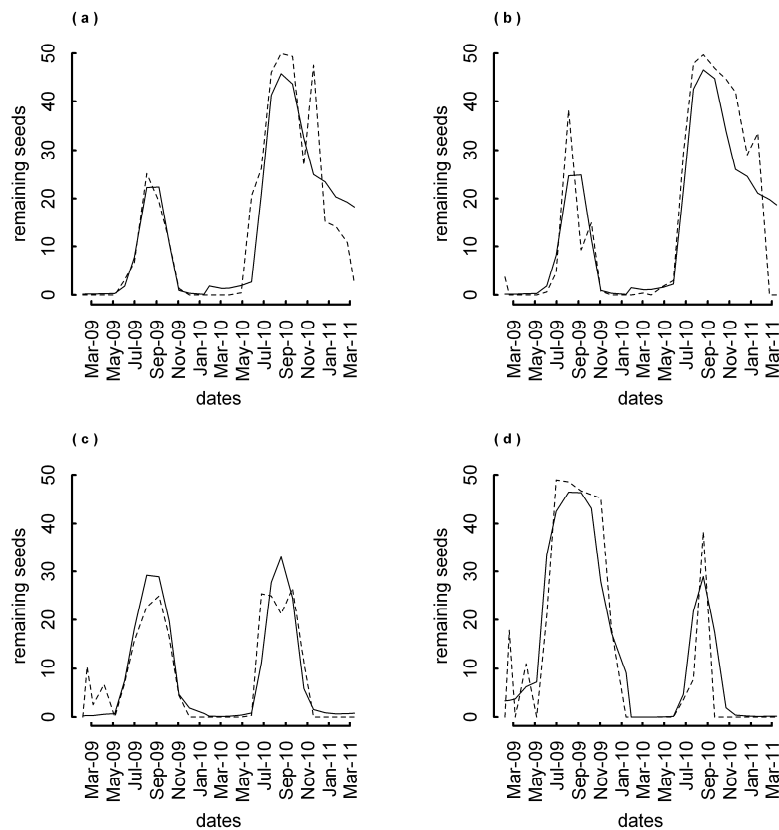 ( a )
remaining seeds
50
40
30
20
10
0
Mar-09
May-09
Jul-09
Sep-09
Nov-09
Jan-10
Mar-10
May-10
Jul-10
Sep-10
Nov-10
Jan-11
Mar-11
dates
( b )
remaining seeds
50
40
30
20
10
0
Mar-09
May-09
Jul-09
Sep-09
Nov-09
Jan-10
Mar-10
May-10
Jul-10
Sep-10
Nov-10
Jan-11
Mar-11
dates
( c )
remaining seeds
50
40
30
20
10
0
Mar-09
May-09
Jul-09
Sep-09
Nov-09
Jan-10
Mar-10
May-10
Jul-10
Sep-10
Nov-10
Jan-11
Mar-11
dates
( d )
remaining seeds
50
40
30
20
10
0
Mar-09
May-09
Jul-09
Sep-09
Nov-09
Jan-10
Mar-10
May-10
Jul-10
Sep-10
Nov-10
Jan-11
Mar-11
dates